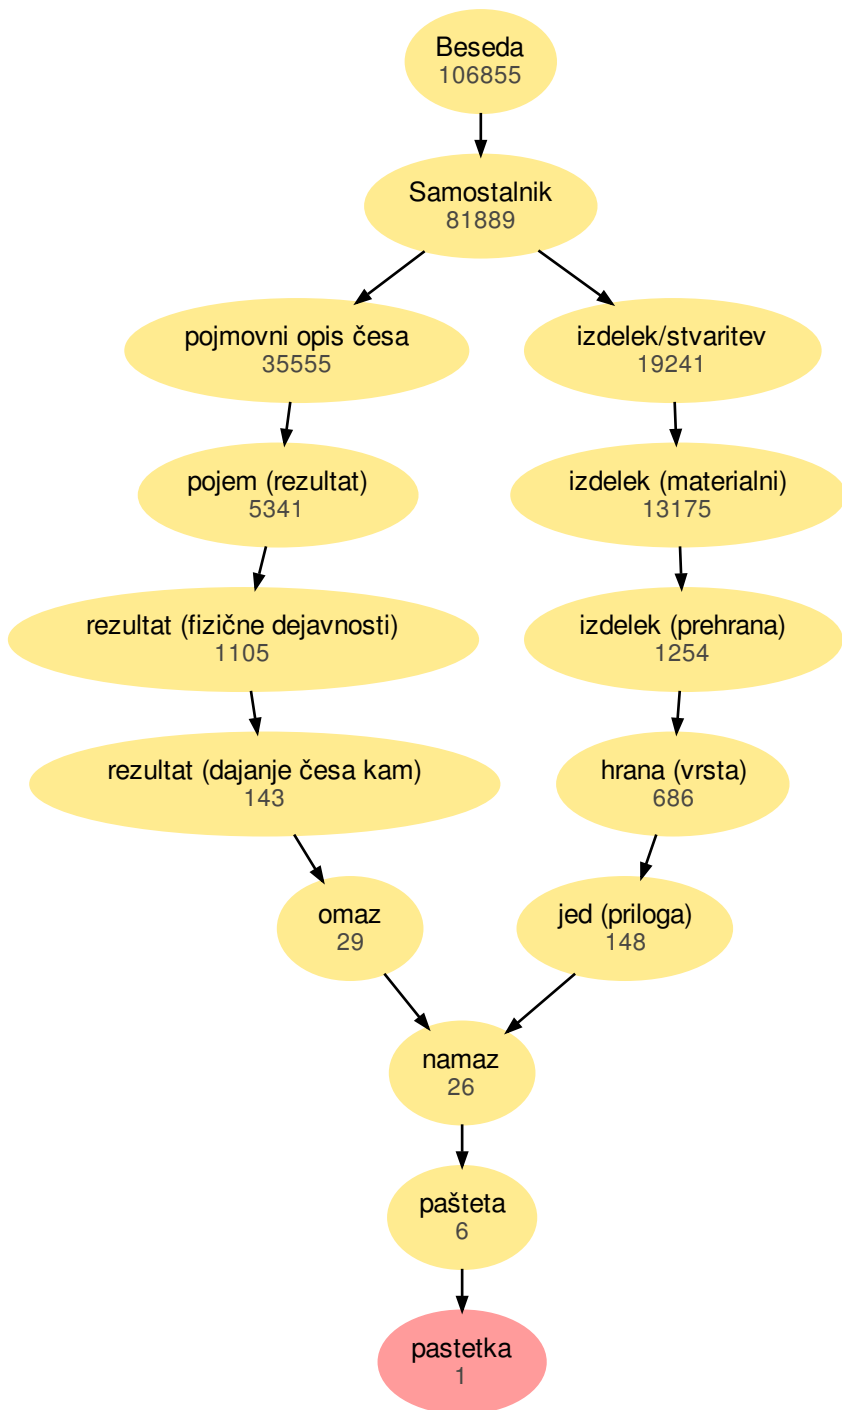 Beseda
106855
Samostalnik
81889
pojmovni opis česa
35555
izdelek/stvaritev
19241
pojem (rezultat)
5341
izdelek (materialni)
13175
rezultat (fizične dejavnosti)
1105
izdelek (prehrana)
1254
rezultat (dajanje česa kam)
143
hrana (vrsta)
686
omaz
29
jed (priloga)
148
namaz
26
pašteta
6
pastetka
1